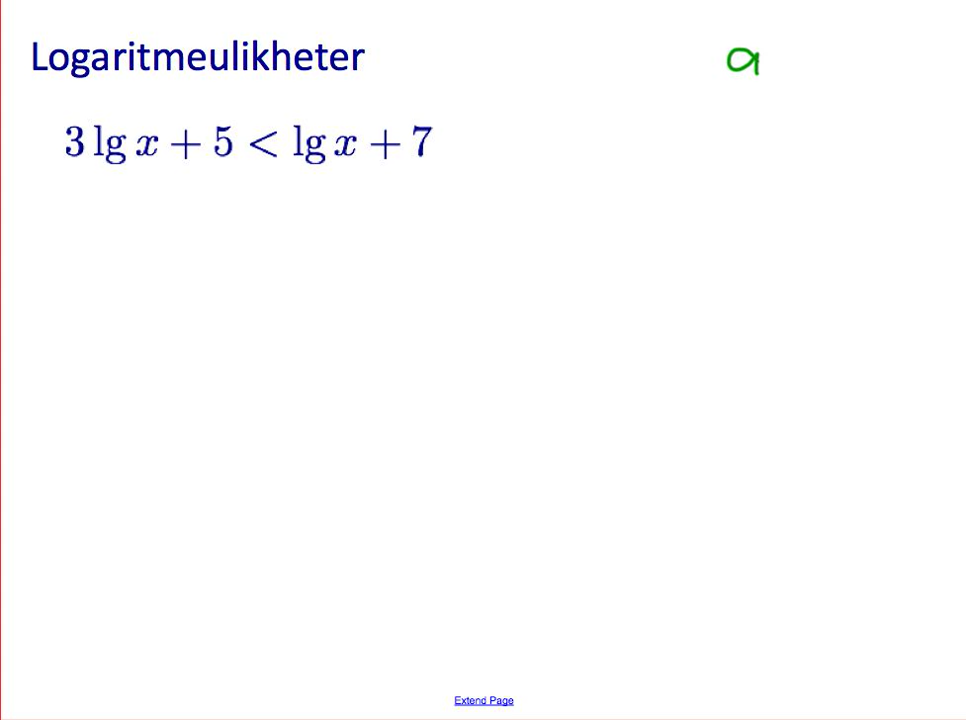 Logaritmeulikheter
a
3 lg x + 5 < lg x + 7
Extend Page